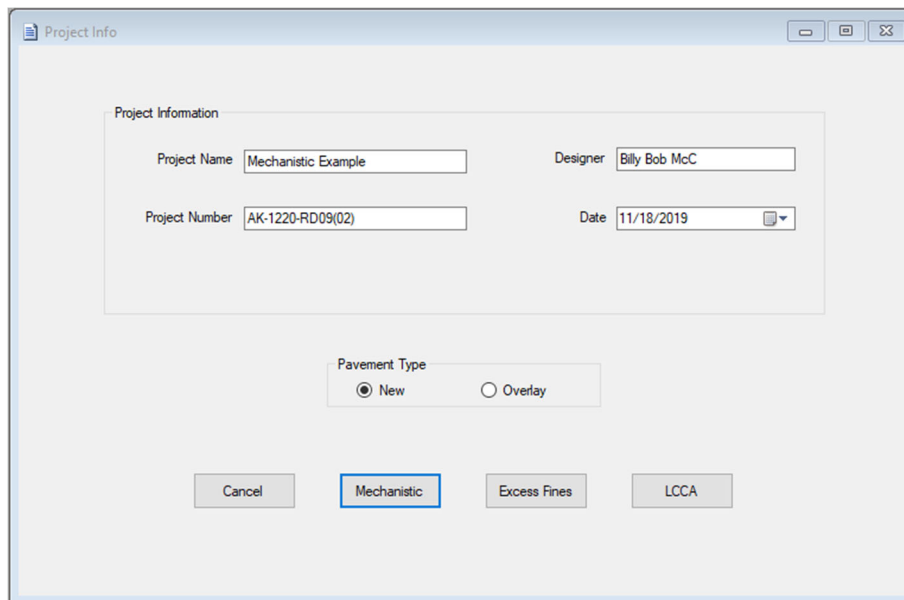 Project Info
Project Information
Project Name Mechanistic Example
Designer Billy Bob McC
Project Number AK-1220-RD09(02)
Date 11/18/2019
Pavement Type
New Overlay
Cancel Mechanistic Excess Fines LCCA